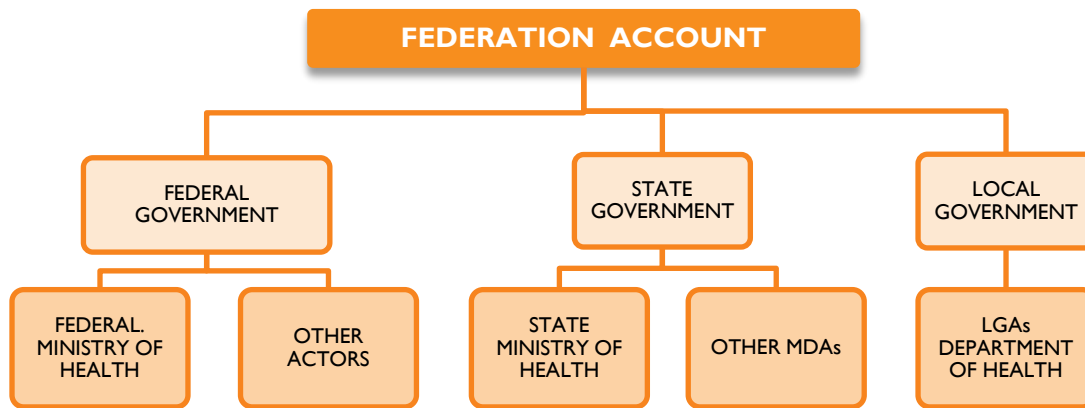 FEDERATION ACCOUNT
FEDERAL
GOVERNMENT
STATE
GOVERNMENT
LOCAL
GOVERNMENT
FEDERAL.
MINISTRY OF
HEALTH
OTHER
ACTORS
STATE
MINISTRY OF
HEALTH
OTHER MDAs
LGAs
DEPARTMENT
OF HEALTH